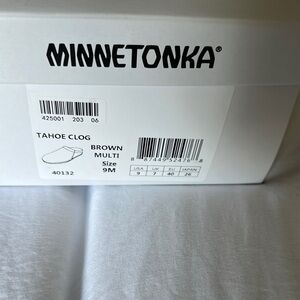 MINNETONKA®
425001 203 06
TAHOE CLOG
BROWN
MULTI
Size
9M
40132
USA UK EU JAPAN
9 7 40 26